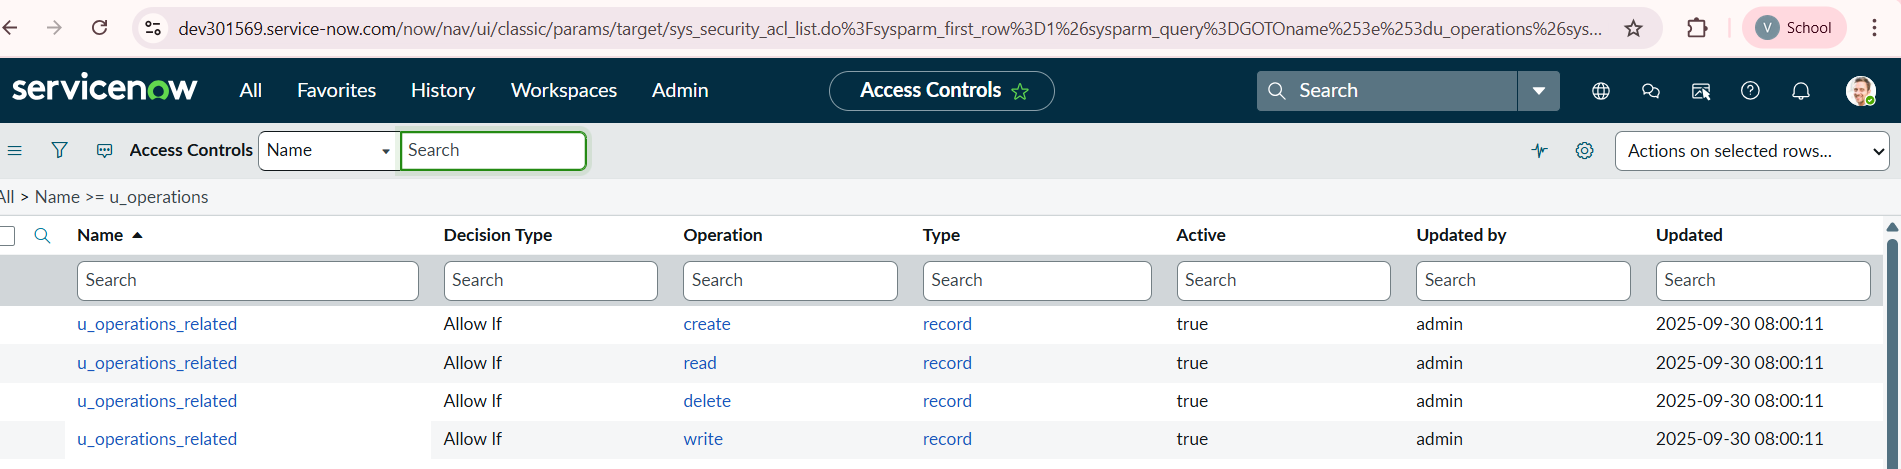 dev301569.service-now.com/now/nav/ui/classic/params/target/sys_security_acl_list.do%3Fsysparm_first_row%3D1%26sysparm_query%3DGOTOname%253e%253du_operations%26sys...
V School
servicenow All Favorites History Workspaces Admin Access Controls Search
Access Controls Name Search Actions on selected rows...
All > Name >= u_operations
Name Decision Type Operation Type Active Updated by Updated
Search Search Search Search Search Search Search
u_operations_related Allow If create record true admin 2025-09-30 08:00:11
u_operations_related Allow If read record true admin 2025-09-30 08:00:11
u_operations_related Allow If delete record true admin 2025-09-30 08:00:11
u_operations_related Allow If write record true admin 2025-09-30 08:00:11